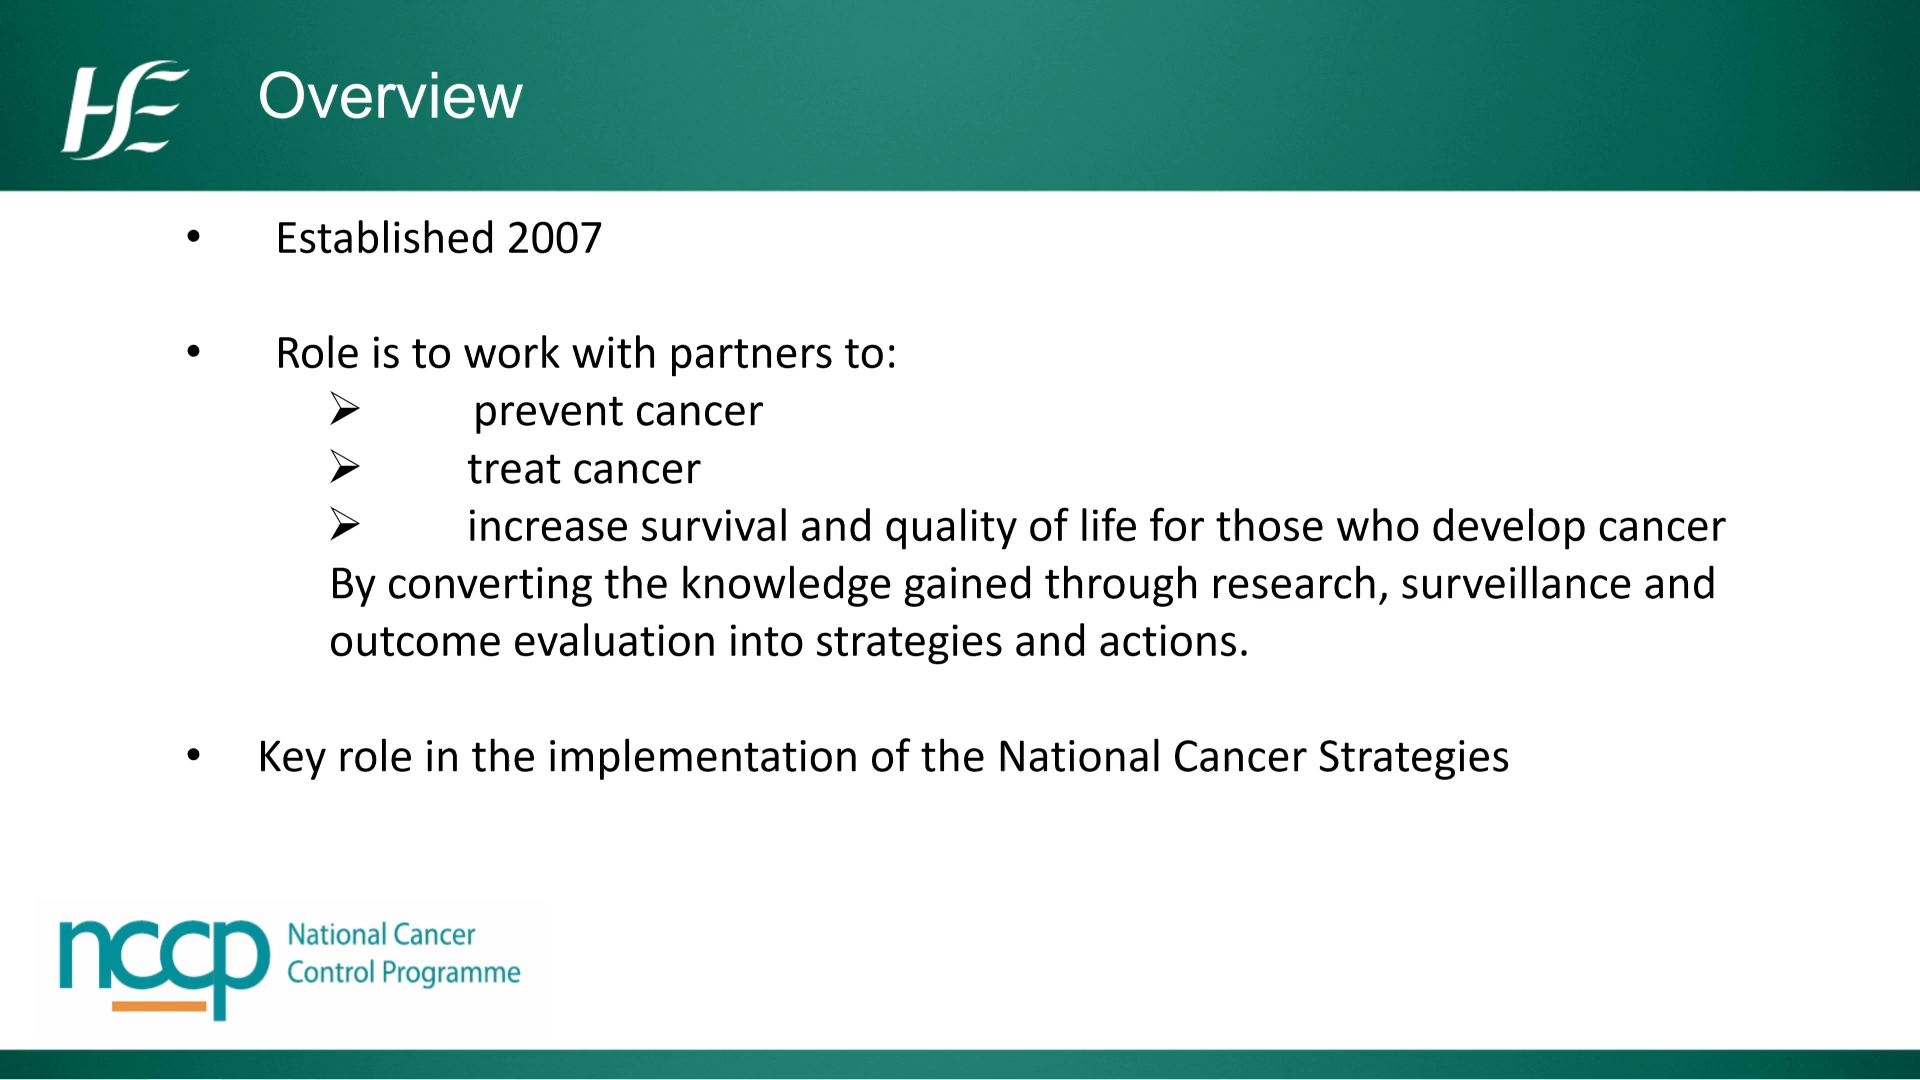 HSE
Overview
• Established 2007
• Role is to work with partners to:
➢ prevent cancer
➢ treat cancer
➢ increase survival and quality of life for those who develop cancer
By converting the knowledge gained through research, surveillance and
outcome evaluation into strategies and actions.
• Key role in the implementation of the National Cancer Strategies
nccp
National Cancer
Control Programme